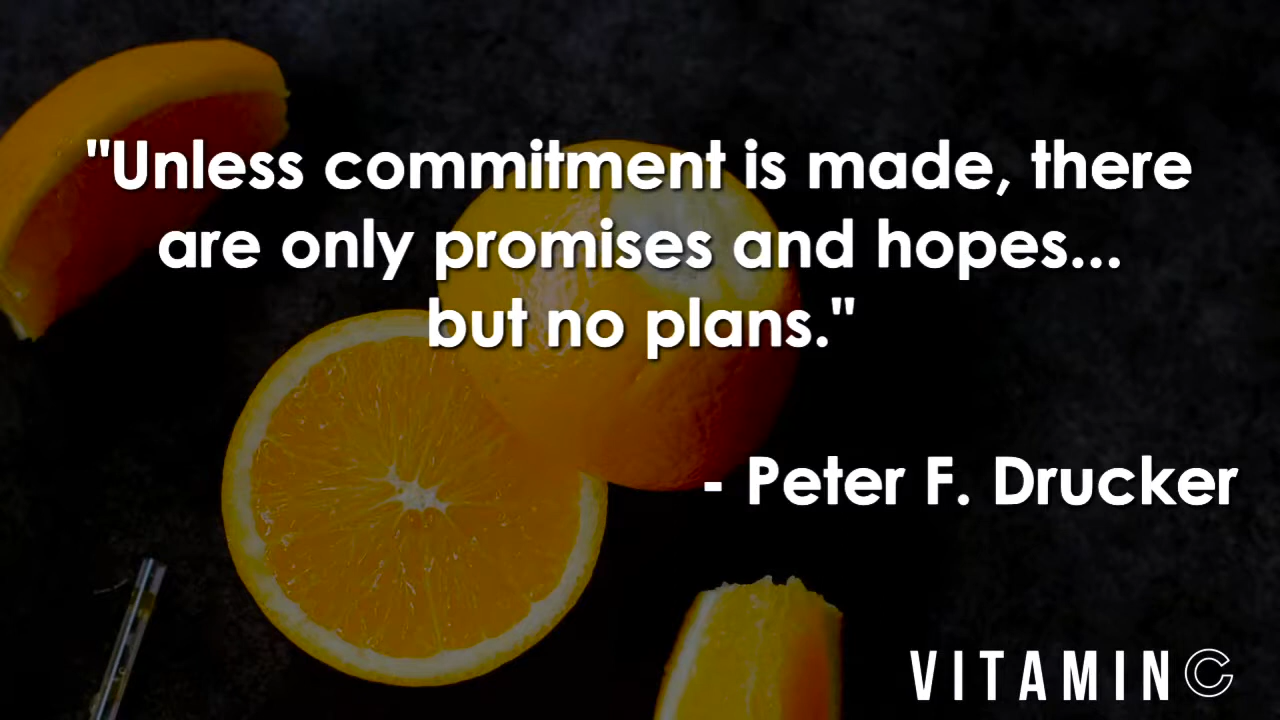 "Unless commitment is made, there
are only promises and hopes...
but no plans."
- Peter F. Drucker
VITAMIN C